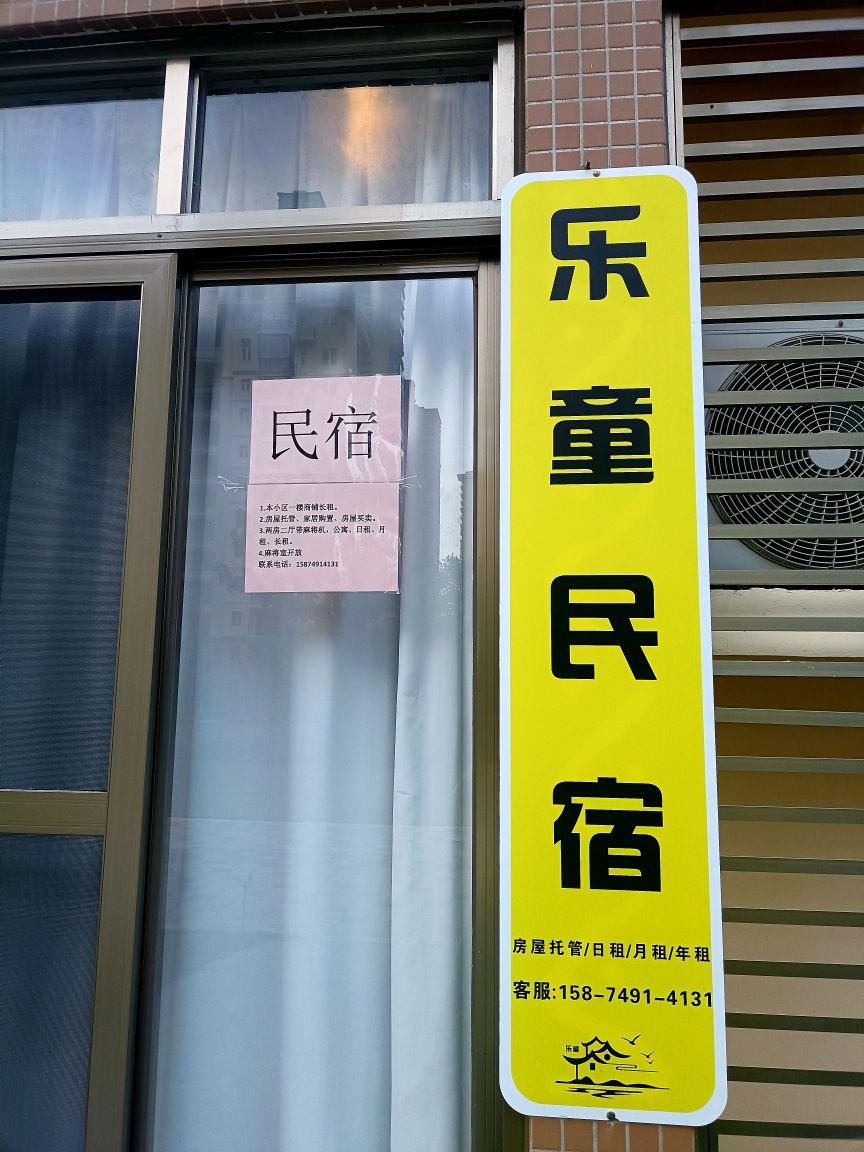 民宿
1.本小区一楼商铺长租。
2.房屋托管、家居购置、房屋买卖。
3.两房二厅带麻将机，公寓、日租、月
租、长租。
4.麻将室开放
联系电话：15874914131
乐童民宿
房屋托管/日租/月租/年租
客服:158-7491-4131
乐童